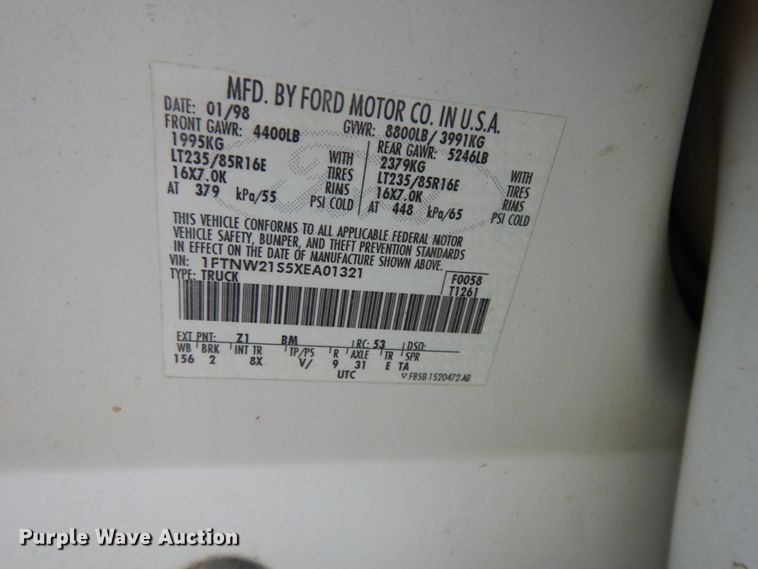 MFD. BY FORD MOTOR CO. IN U.S.A.
DATE: 01/98 GVWR: 8800LB/3991KG
FRONT GAWR: 4400LB REAR GAWR: 5246LB
1995KG WITH 2379KG WITH
LT235/85R16E TIRES LT235/85R16E TIRES
16X7.0K RIMS 16X7.0K RIMS
AT 379 kPa/55 PSI COLD AT 448 kPa/65 PSI COLD
THIS VEHICLE CONFORMS TO ALL APPLICABLE FEDERAL MOTOR
VEHICLE SAFETY, BUMPER, AND THEFT PREVENTION STANDARDS
IN EFFECT ON THE DATE OF MANUFACTURE SHOWN ABOVE.
VIN: 1FTNW21S5XEA01321 F0058
TYPE: TRUCK T1261
EXT PNT: Z1 BM RC: 53 DSO:
WB BRK INT TR TP/PS R AXLE TR SPR
156 2 8X V/ 9 31 E TA
UTC F85B-1520472-AB
Purple Wave Auction